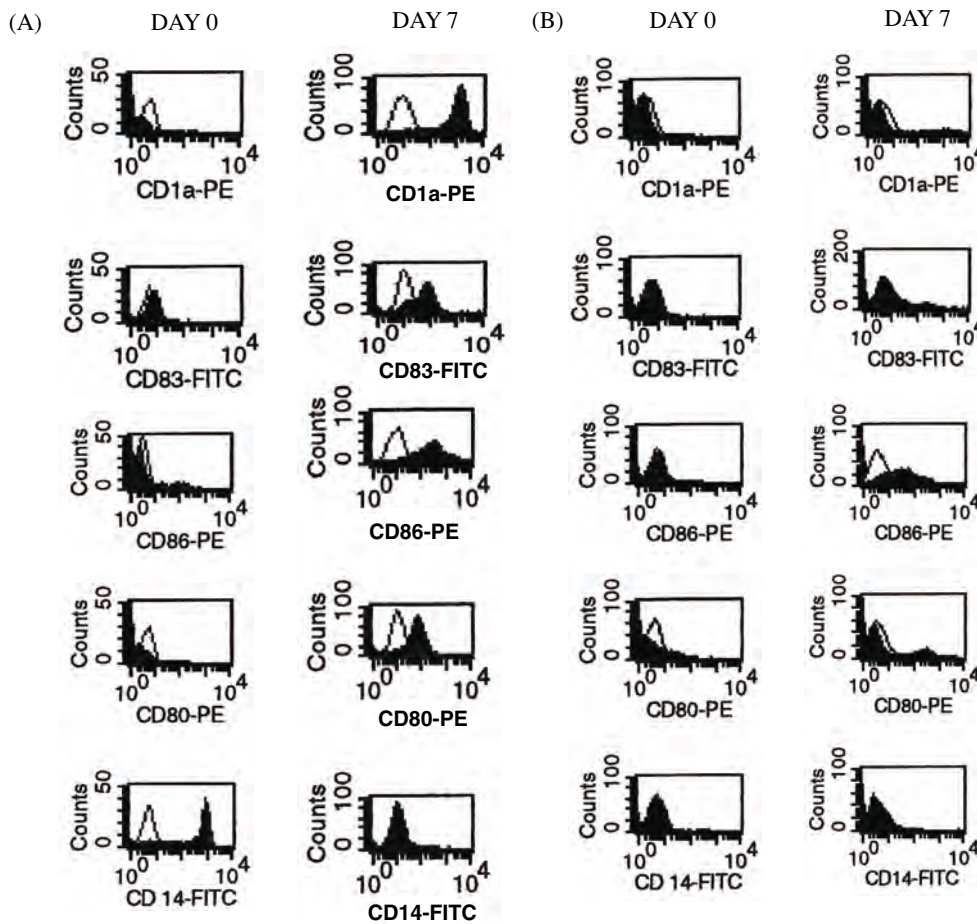 (A) DAY 0 DAY 7 (B) DAY 0 DAY 7
Counts 50 0 10^0 10^4 CD1a-PE
Counts 100 0 10^0 10^4 CD1a-PE
Counts 100 0 10^0 10^4 CD1a-PE
Counts 100 0 10^0 10^4 CD1a-PE
Counts 50 0 10^0 10^4 CD83-FITC
Counts 100 0 10^0 10^4 CD83-FITC
Counts 100 0 10^0 10^4 CD83-FITC
Counts 200 0 10^0 10^4 CD83-FITC
Counts 50 0 10^0 10^4 CD86-PE
Counts 100 0 10^0 10^4 CD86-PE
Counts 100 0 10^0 10^4 CD86-PE
Counts 100 0 10^0 10^4 CD86-PE
Counts 50 0 10^0 10^4 CD80-PE
Counts 100 0 10^0 10^4 CD80-PE
Counts 100 0 10^0 10^4 CD80-PE
Counts 100 0 10^0 10^4 CD80-PE
Counts 50 0 10^0 10^4 CD 14-FITC
Counts 100 0 10^0 10^4 CD14-FITC
Counts 100 0 10^0 10^4 CD 14-FITC
Counts 100 0 10^0 10^4 CD14-FITC